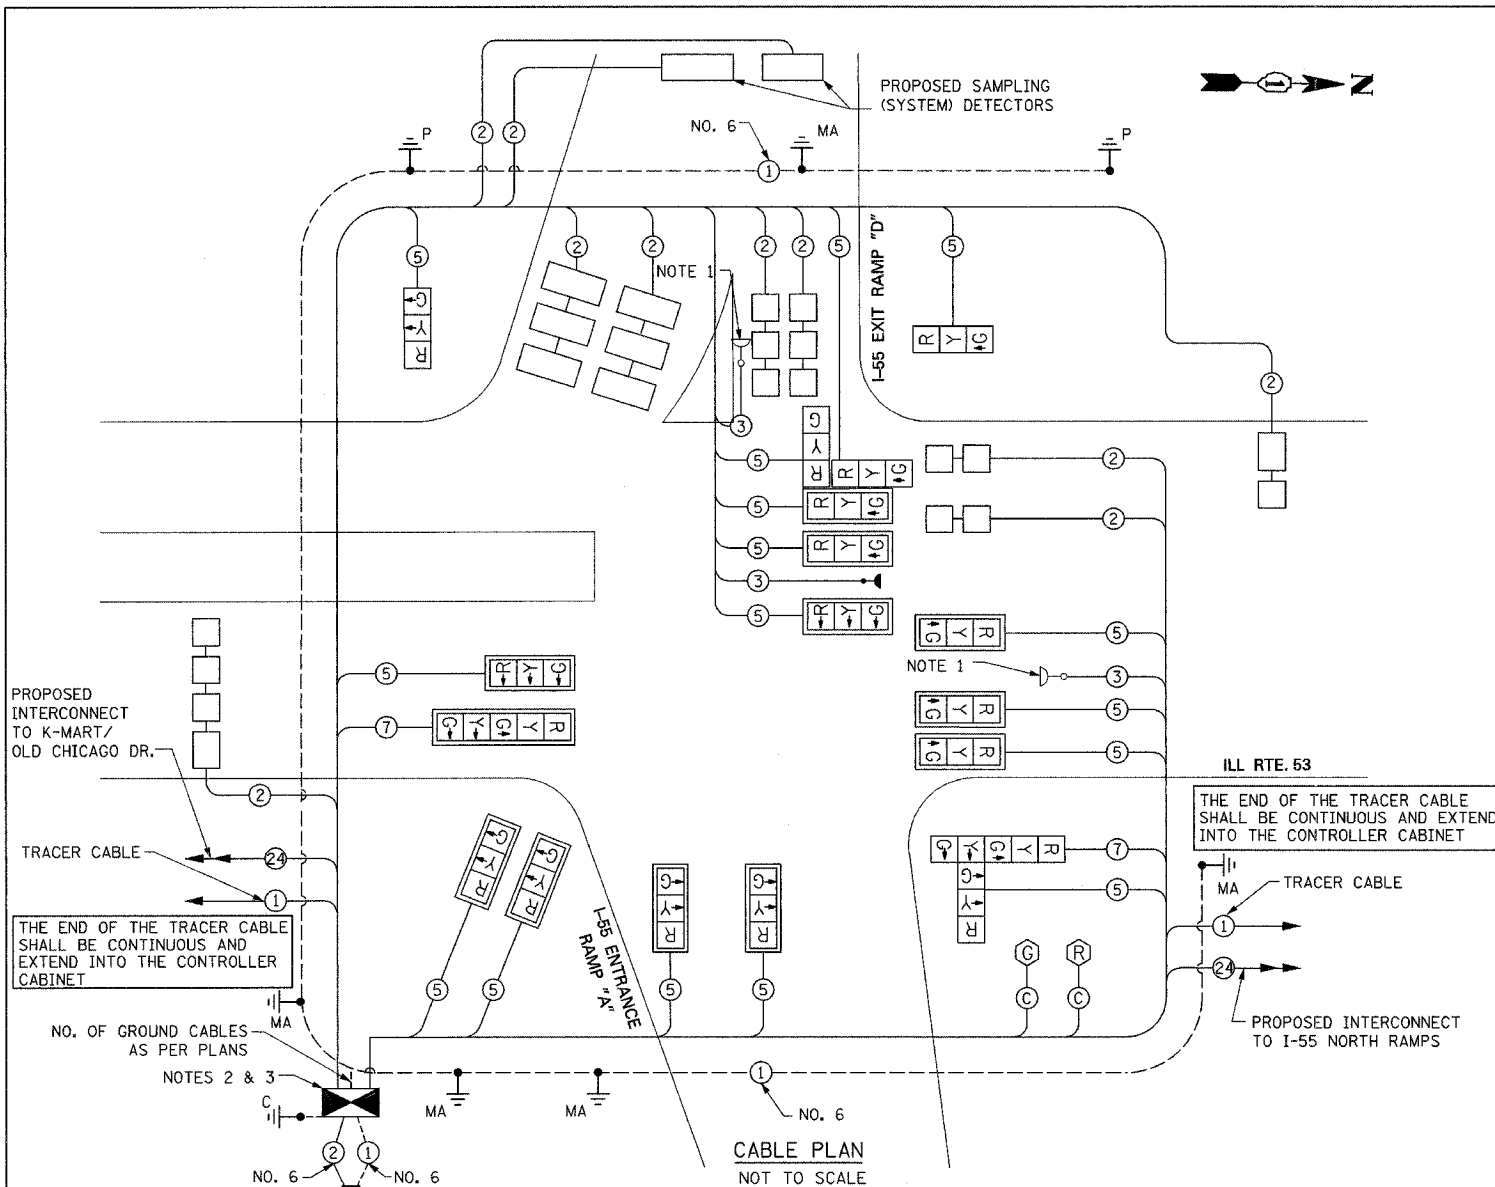 PROPOSED SAMPLING
(SYSTEM) DETECTORS
N
1
NO. 6
MA
P
P
1
2
2
5
2
2
2
2
5
5
G
Y
R
NOTE 1
I-55 EXIT RAMP "D"
R Y G
2
3
5
G
Y
R
R Y G
5
R Y G
5
R Y G
3
5
R Y G
2
2
5
G Y R
NOTE 1
3
5
G Y R
5
G Y R
5
R Y G
7
G Y G Y R
PROPOSED
INTERCONNECT
TO K-MART/
OLD CHICAGO DR.
2
24
TRACER CABLE
1
THE END OF THE TRACER CABLE
SHALL BE CONTINUOUS AND
EXTEND INTO THE CONTROLLER
CABINET
ILL RTE. 53
THE END OF THE TRACER CABLE
SHALL BE CONTINUOUS AND EXTEND
INTO THE CONTROLLER CABINET
G Y G Y R
7
G
Y
R
5
MA
TRACER CABLE
1
24
PROPOSED INTERCONNECT
TO I-55 NORTH RAMPS
G
Y
R
G
Y
R
5
5
I-55 ENTRANCE
RAMP "A"
G
Y
R
G
Y
R
5
5
G
R
C
C
MA
NO. OF GROUND CABLES
AS PER PLANS
NOTES 2 & 3
C
MA
MA
1
NO. 6
2
1
NO. 6
NO. 6
CABLE PLAN
NOT TO SCALE